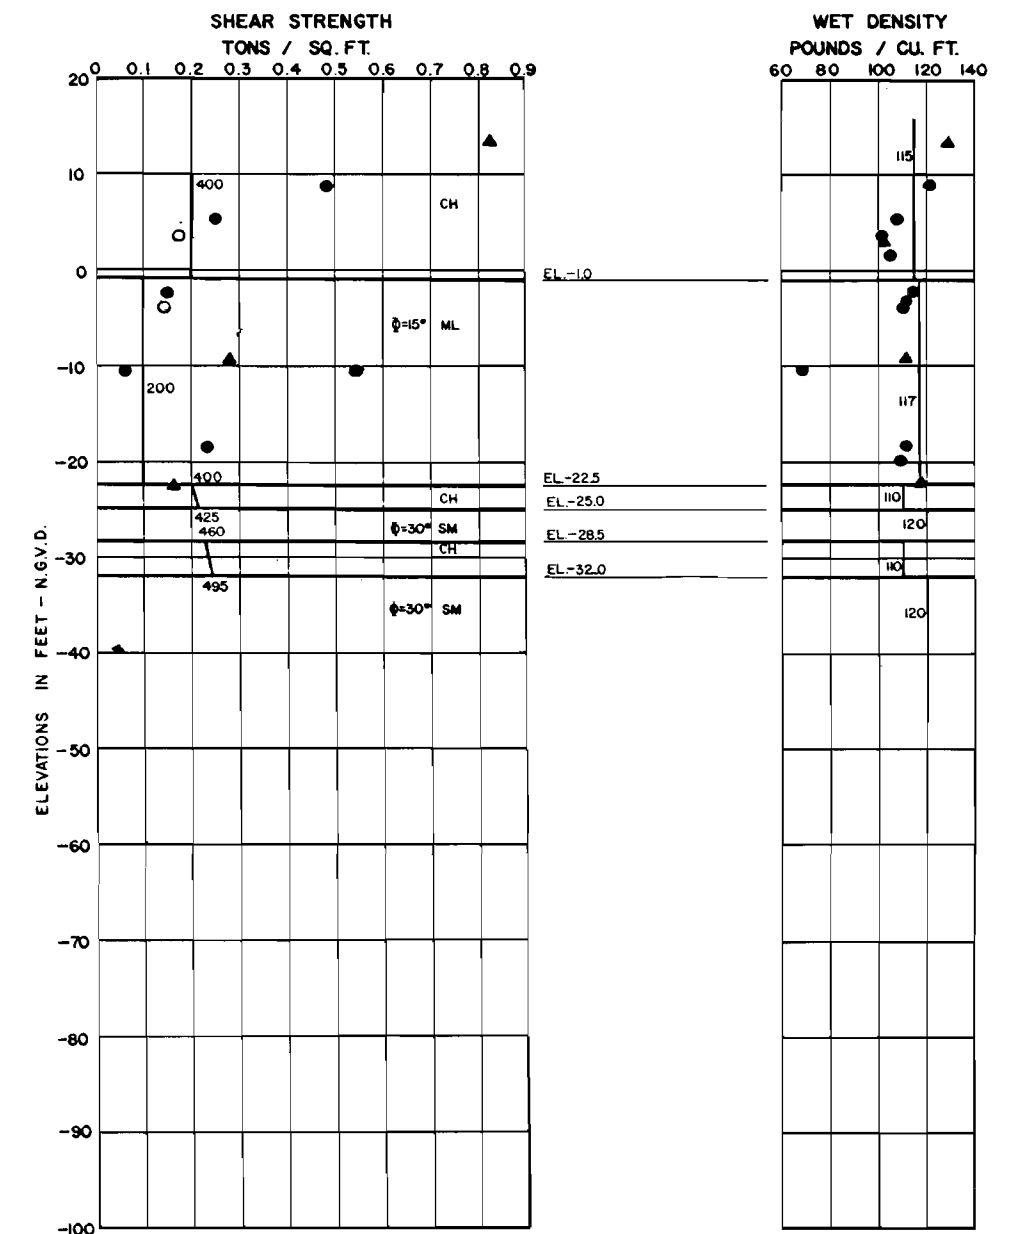 SHEAR STRENGTH
TONS / SQ. FT.
WET DENSITY
POUNDS / CU. FT.
0 0.1 0.2 0.3 0.4 0.5 0.6 0.7 0.8 0.9
60 80 100 120 140
20
115
10
400
CH
0
EL.-1.0
Φ=15° ML
-10
200
117
-20
400
EL.-22.5
CH
110
EL.-25.0
425
Φ=30° SM
120
460
EL.-28.5
CH
-30
110
EL.-32.0
495
Φ=30° SM
120
-40
-50
-60
-70
-80
-90
-100
ELEVATIONS IN FEET - N.G.V.D.